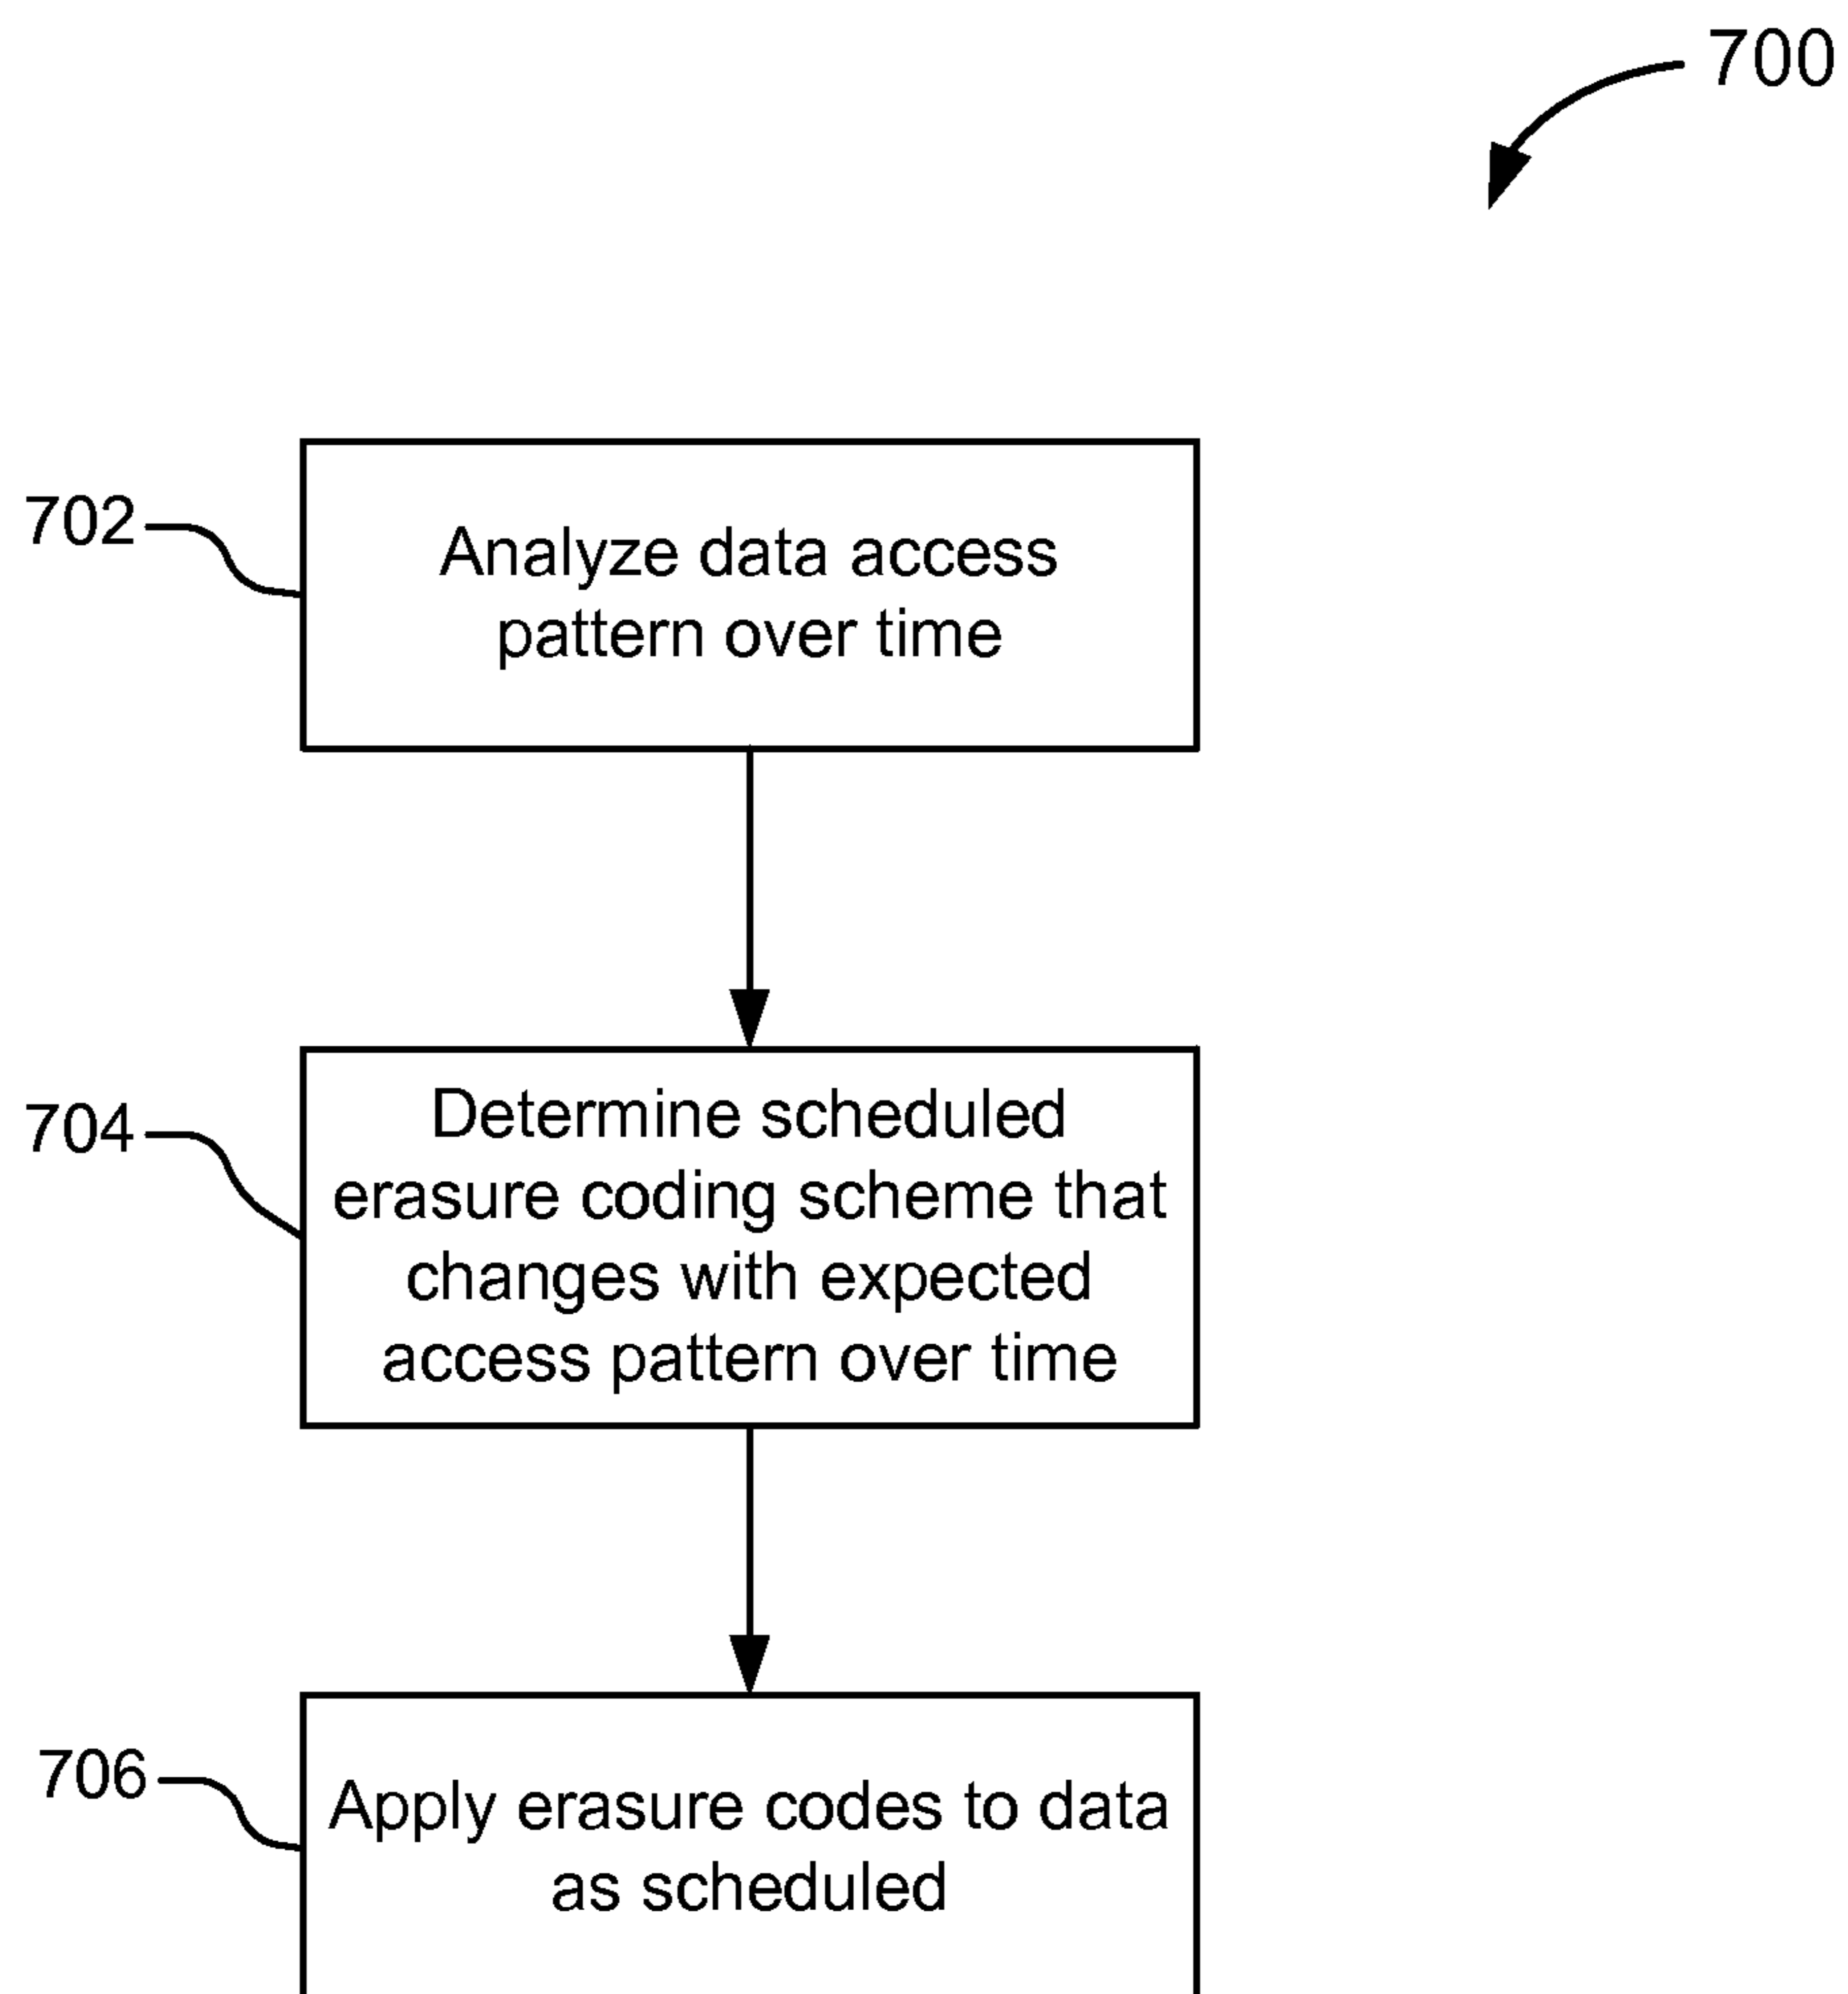 700
702
Analyze data access
pattern over time
704
Determine scheduled
erasure coding scheme that
changes with expected
access pattern over time
706
Apply erasure codes to data
as scheduled